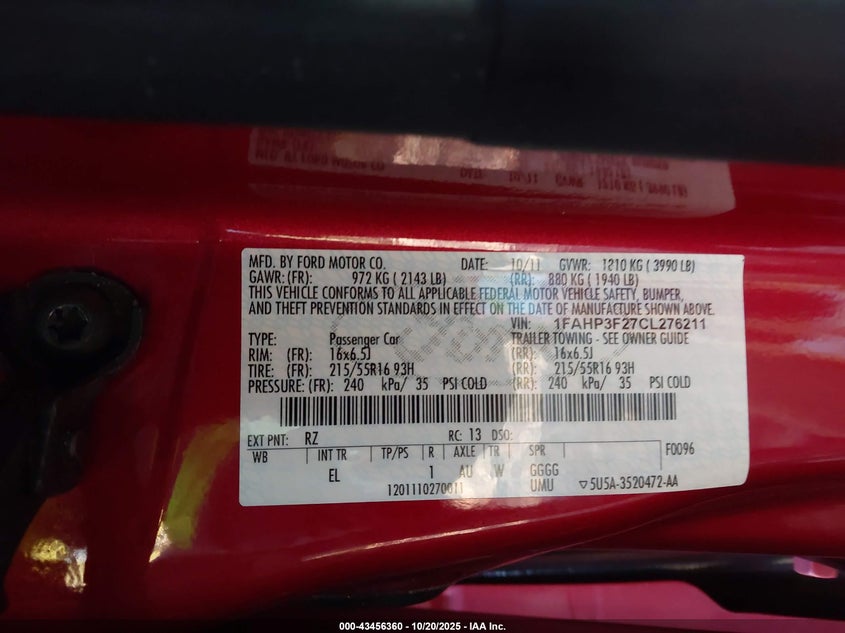 MFD. BY FORD MOTOR CO. DATE: 10/11 GVWR: 1810 KG ( 3990 LB)
GAWR: (FR): 972 KG ( 2143 LB) (RR): 880 KG ( 1940 LB)
THIS VEHICLE CONFORMS TO ALL APPLICABLE FEDERAL MOTOR VEHICLE SAFETY, BUMPER,
AND THEFT PREVENTION STANDARDS IN EFFECT ON THE DATE OF MANUFACTURE SHOWN ABOVE.
VIN: 1FAHP3F27CL276211
TYPE: Passenger Car TRAILER TOWING - SEE OWNER GUIDE
RIM: (FR): 16x6.5J (RR): 16x6.5J
TIRE: (FR): 215/55R16 93H (RR): 215/55R16 93H
PRESSURE: (FR): 240 kPa/ 35 PSI COLD (RR): 240 kPa/ 35 PSI COLD
EXT PNT: RZ RC: 13 DSO: F0096
WB INT TR TP/PS R AXLE TR SPR
EL 1 AU W GGGG
1201110270011 UMU ▽5U5A-3520472-AA
000-43456360 - 10/20/2025 - IAA Inc.